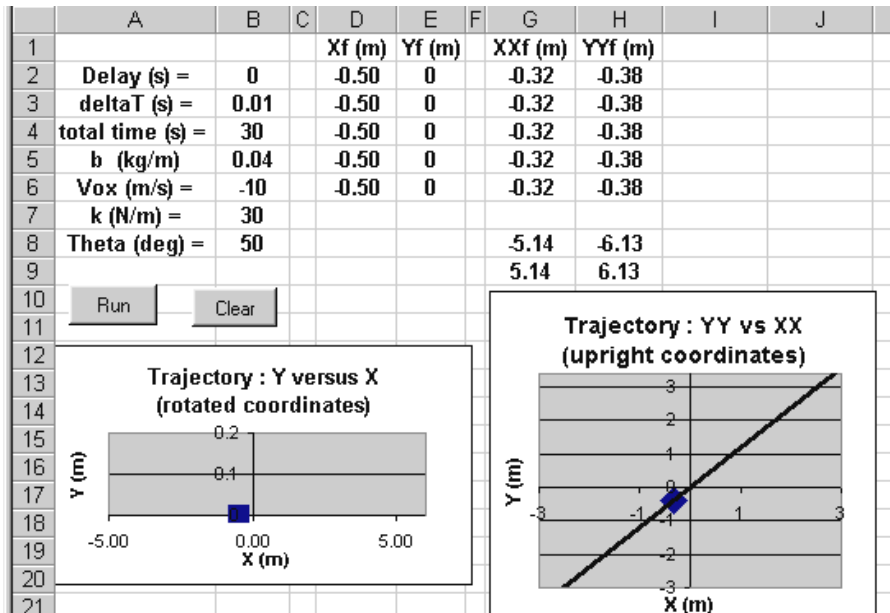 A B C D E F G H I J
1 Xf (m) Yf (m) XXf (m) YYf (m)
2 Delay (s) = 0 -0.50 0 -0.32 -0.38
3 deltaT (s) = 0.01 -0.50 0 -0.32 -0.38
4 total time (s) = 30 -0.50 0 -0.32 -0.38
5 b (kg/m) 0.04 -0.50 0 -0.32 -0.38
6 Vox (m/s) = -10 -0.50 0 -0.32 -0.38
7 k (N/m) = 30
8 Theta (deg) = 50 -5.14 -6.13
9 5.14 6.13
10
11
12
13
14
15
16
17
18
19
20
21
Run Clear
Trajectory : Y versus X
(rotated coordinates)
0.2
0.1
0
Y (m)
-5.00 0.00 5.00
X (m)
Trajectory : YY vs XX
(upright coordinates)
3
2
1
0
-3 -1 -1 1 3
-2
-3
Y (m)
X (m)